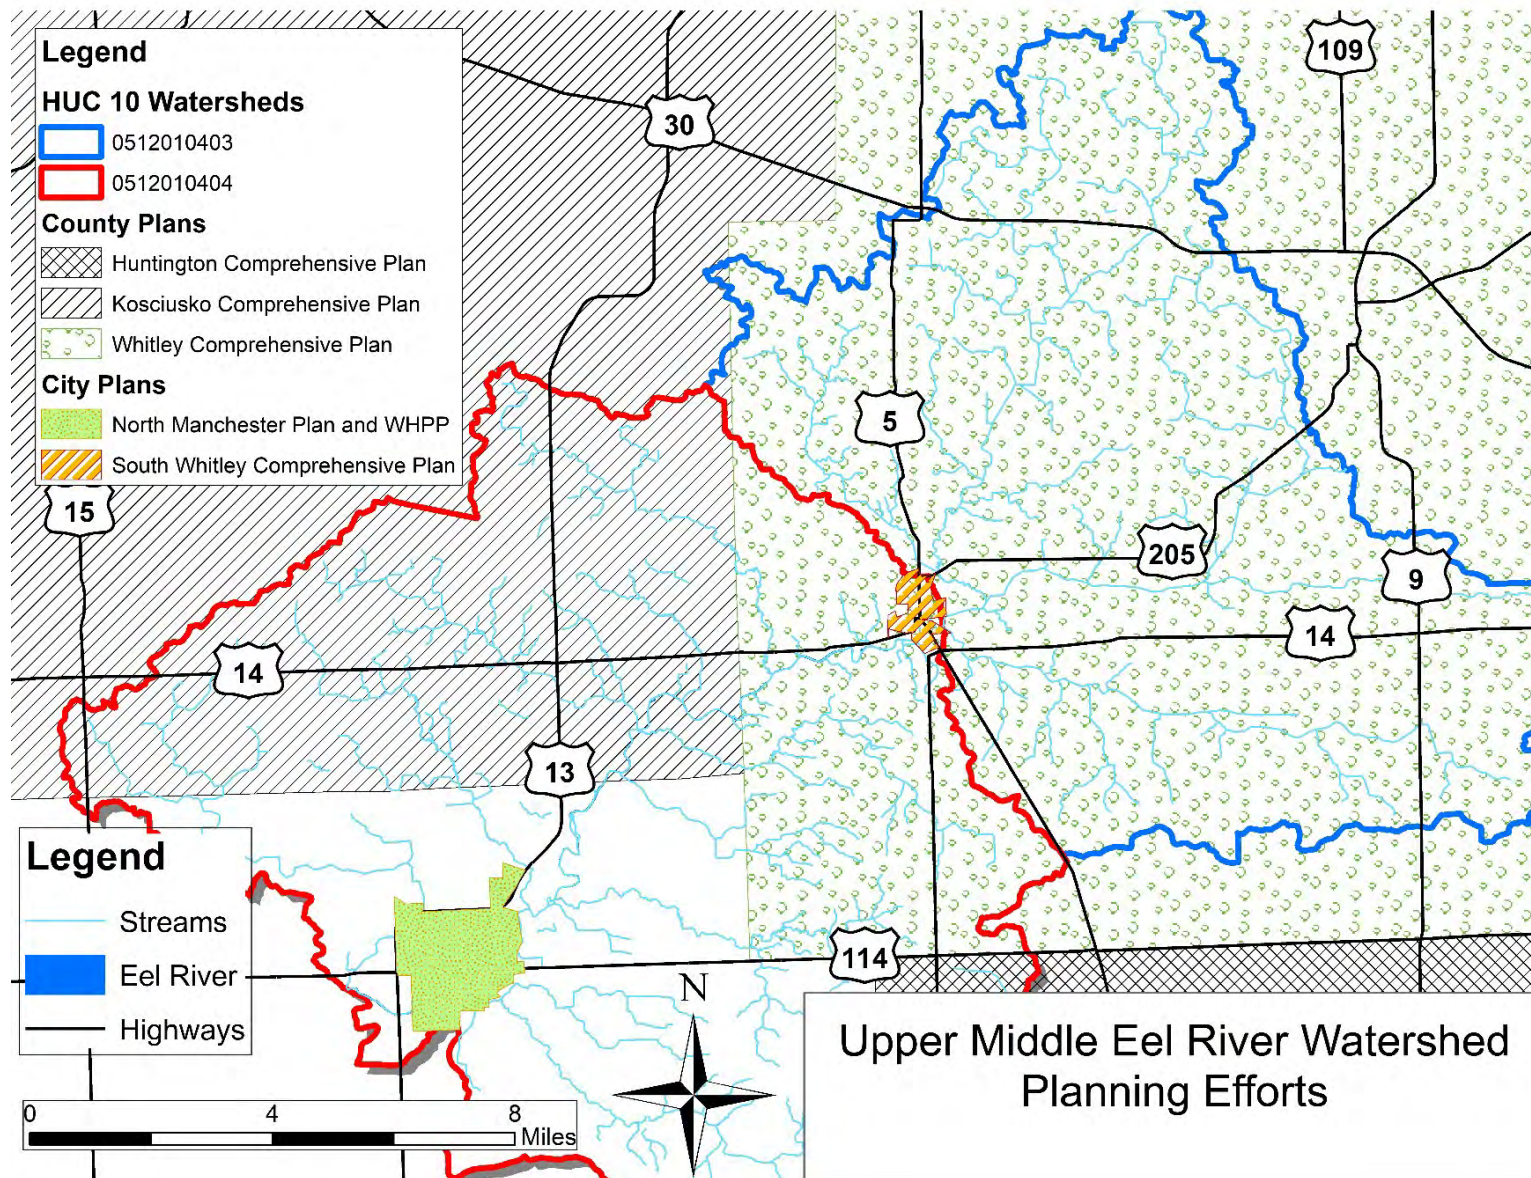 Legend
HUC 10 Watersheds
0512010403
0512010404
County Plans
Huntington Comprehensive Plan
Kosciusko Comprehensive Plan
Whitley Comprehensive Plan
City Plans
North Manchester Plan and WHPP
South Whitley Comprehensive Plan
109
30
5
15
205
9
14
14
13
114
Legend
Streams
Eel River
Highways
N
0 4 8
Miles
Upper Middle Eel River Watershed
Planning Efforts